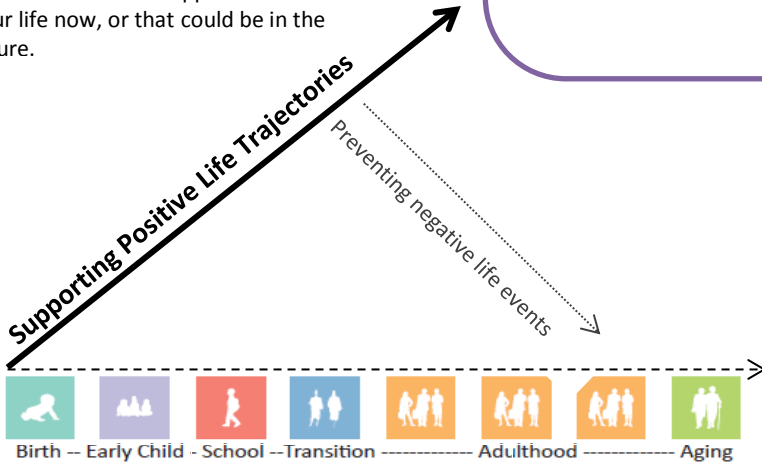 ur life now, or that could be in the
ure.
Supporting Positive Life Trajectories
Preventing negative life events
Birth -- Early Child - School --Transition ------------- Adulthood ------------- Aging